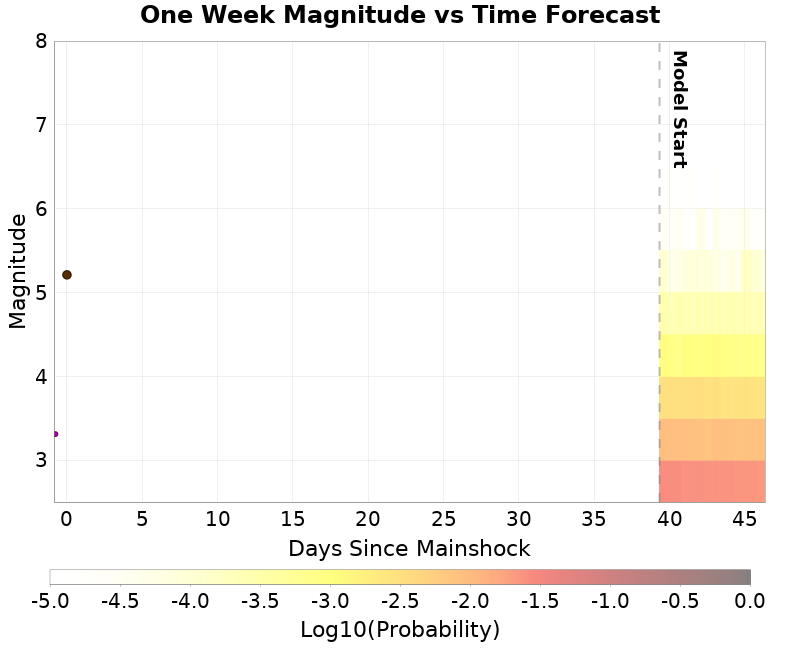 One Week Magnitude vs Time Forecast
8
7
6
5
4
3
Magnitude
Model Start
0 5 10 15 20 25 30 35 40 45
Days Since Mainshock
-5.0 -4.5 -4.0 -3.5 -3.0 -2.5 -2.0 -1.5 -1.0 -0.5 0.0
Log10(Probability)